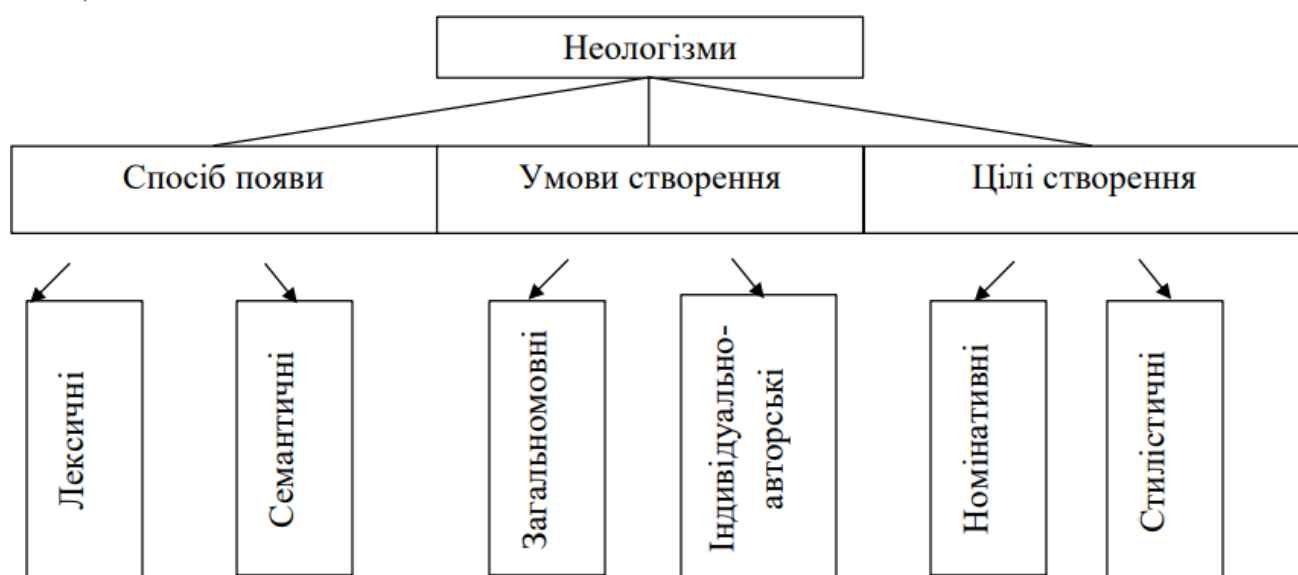 Неологізми
Спосіб появи
Умови створення
Цілі створення
Лексичні
Семантичні
Загальномовні
Індивідуально-
авторські
Номінативні
Стилістичні